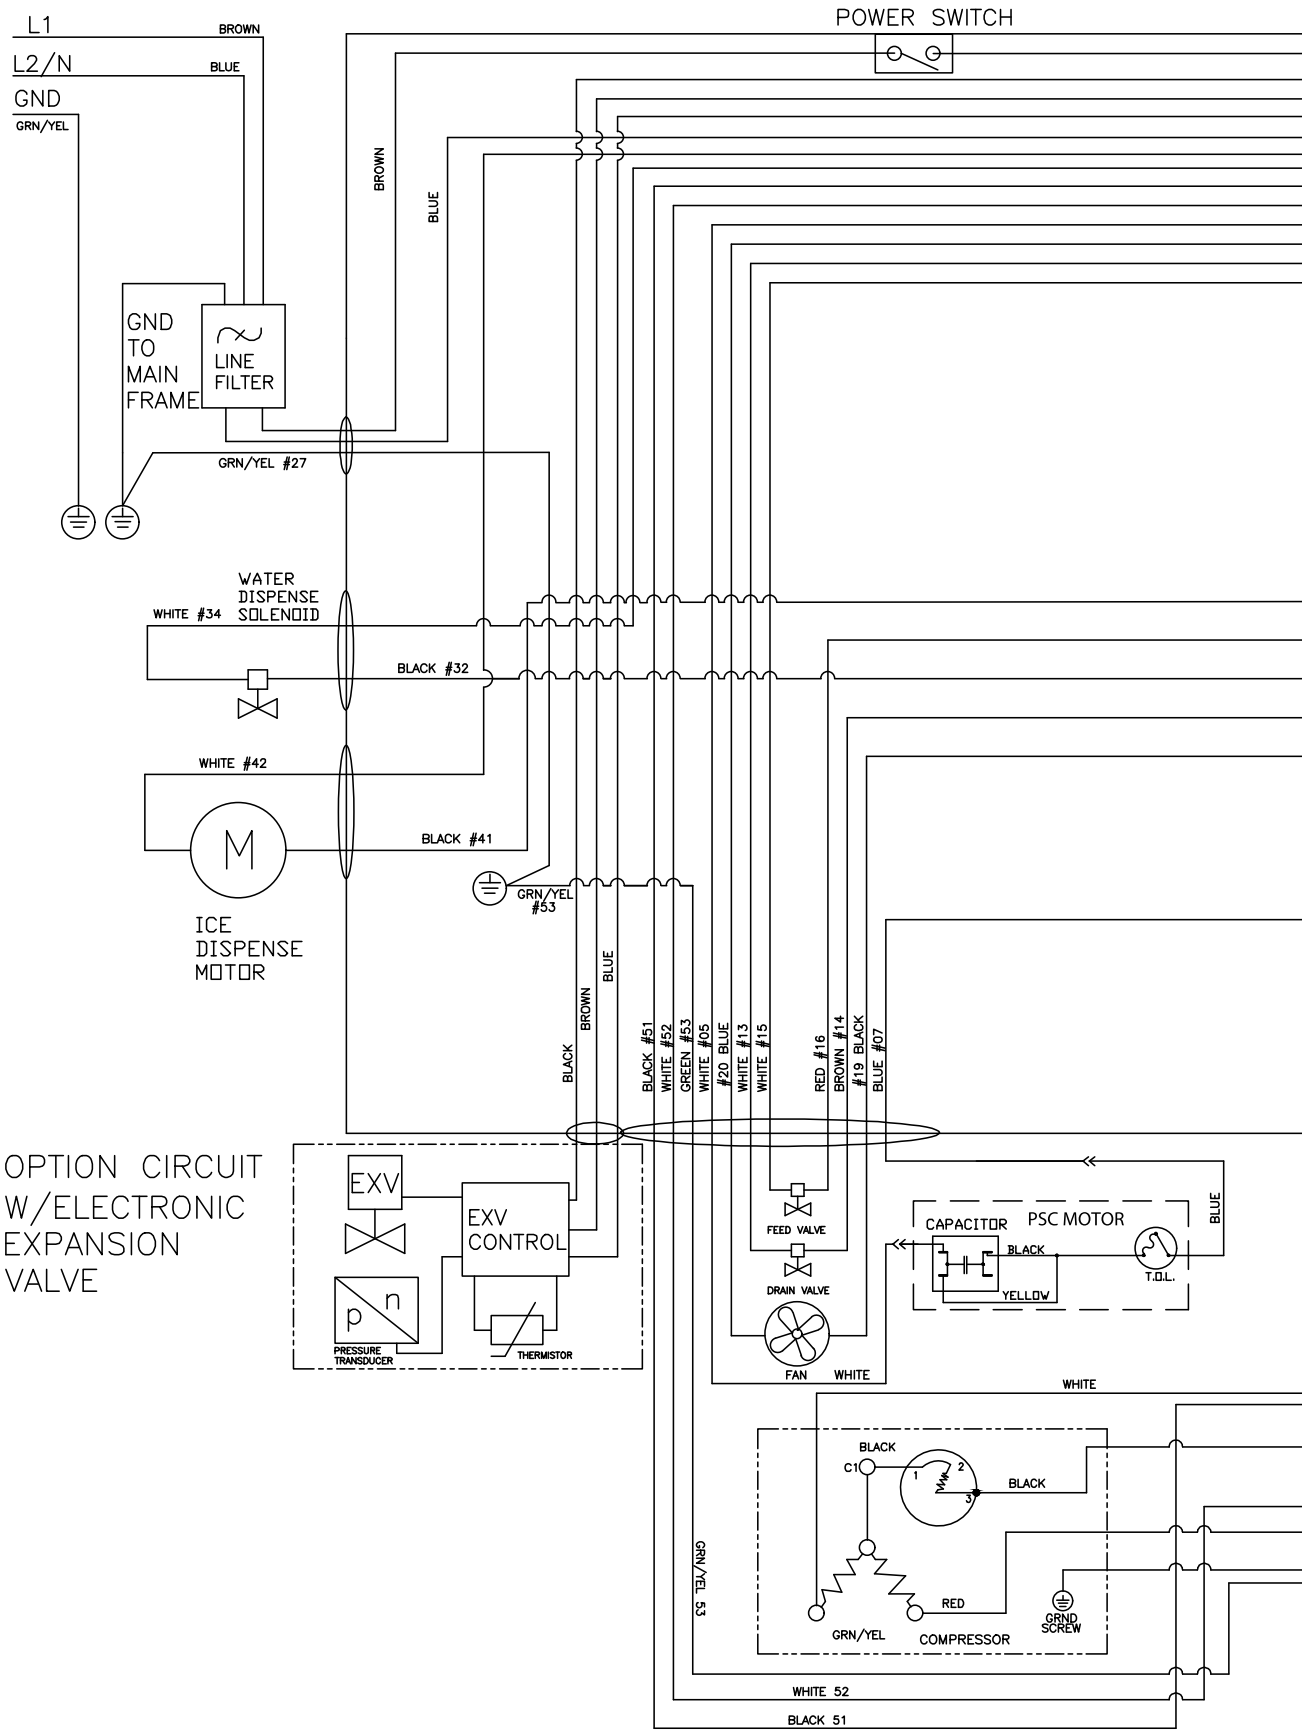 POWER SWITCH
L1
BROWN
L2/N
BLUE
GND
GRN/YEL
BROWN
BLUE
GND
TO
MAIN
FRAME
LINE
FILTER
GRN/YEL #27
WATER
DISPENSE
SOLENOID
WHITE #34
BLACK #32
WHITE #42
M
BLACK #41
GRN/YEL
#53
ICE
DISPENSE
MOTOR
BLACK
BROWN
BLUE
BLACK #51
WHITE #52
GREEN #53
WHITE #05
#20 BLUE
WHITE #13
WHITE #15
RED #16
BROWN #14
#19 BLACK
BLUE #07
OPTION CIRCUIT
W/ELECTRONIC
EXPANSION
VALVE
EXV
EXV
CONTROL
p
n
PRESSURE
TRANSDUCER
THERMISTOR
FEED VALVE
DRAIN VALVE
FAN
WHITE
CAPACITOR
PSC MOTOR
BLACK
YELLOW
T.O.L.
BLUE
WHITE
BLACK
C1
1
2
3
BLACK
RED
GRN/YEL
COMPRESSOR
GRND
SCREW
GRN/YEL 53
WHITE 52
BLACK 51